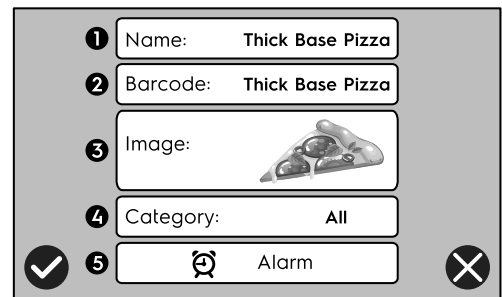 1 Name: Thick Base Pizza
2 Barcode: Thick Base Pizza
3 Image:
4 Category: All
5 Alarm